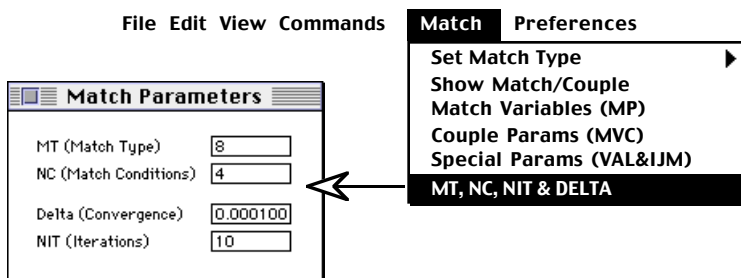 File Edit View Commands Match Preferences
Set Match Type
Show Match/Couple
Match Variables (MP)
Couple Params (MVC)
Special Params (VAL&IJM)
MT, NC, NIT & DELTA
Match Parameters
MT (Match Type) 8
NC (Match Conditions) 4
Delta (Convergence) 0.000100
NIT (Iterations) 10